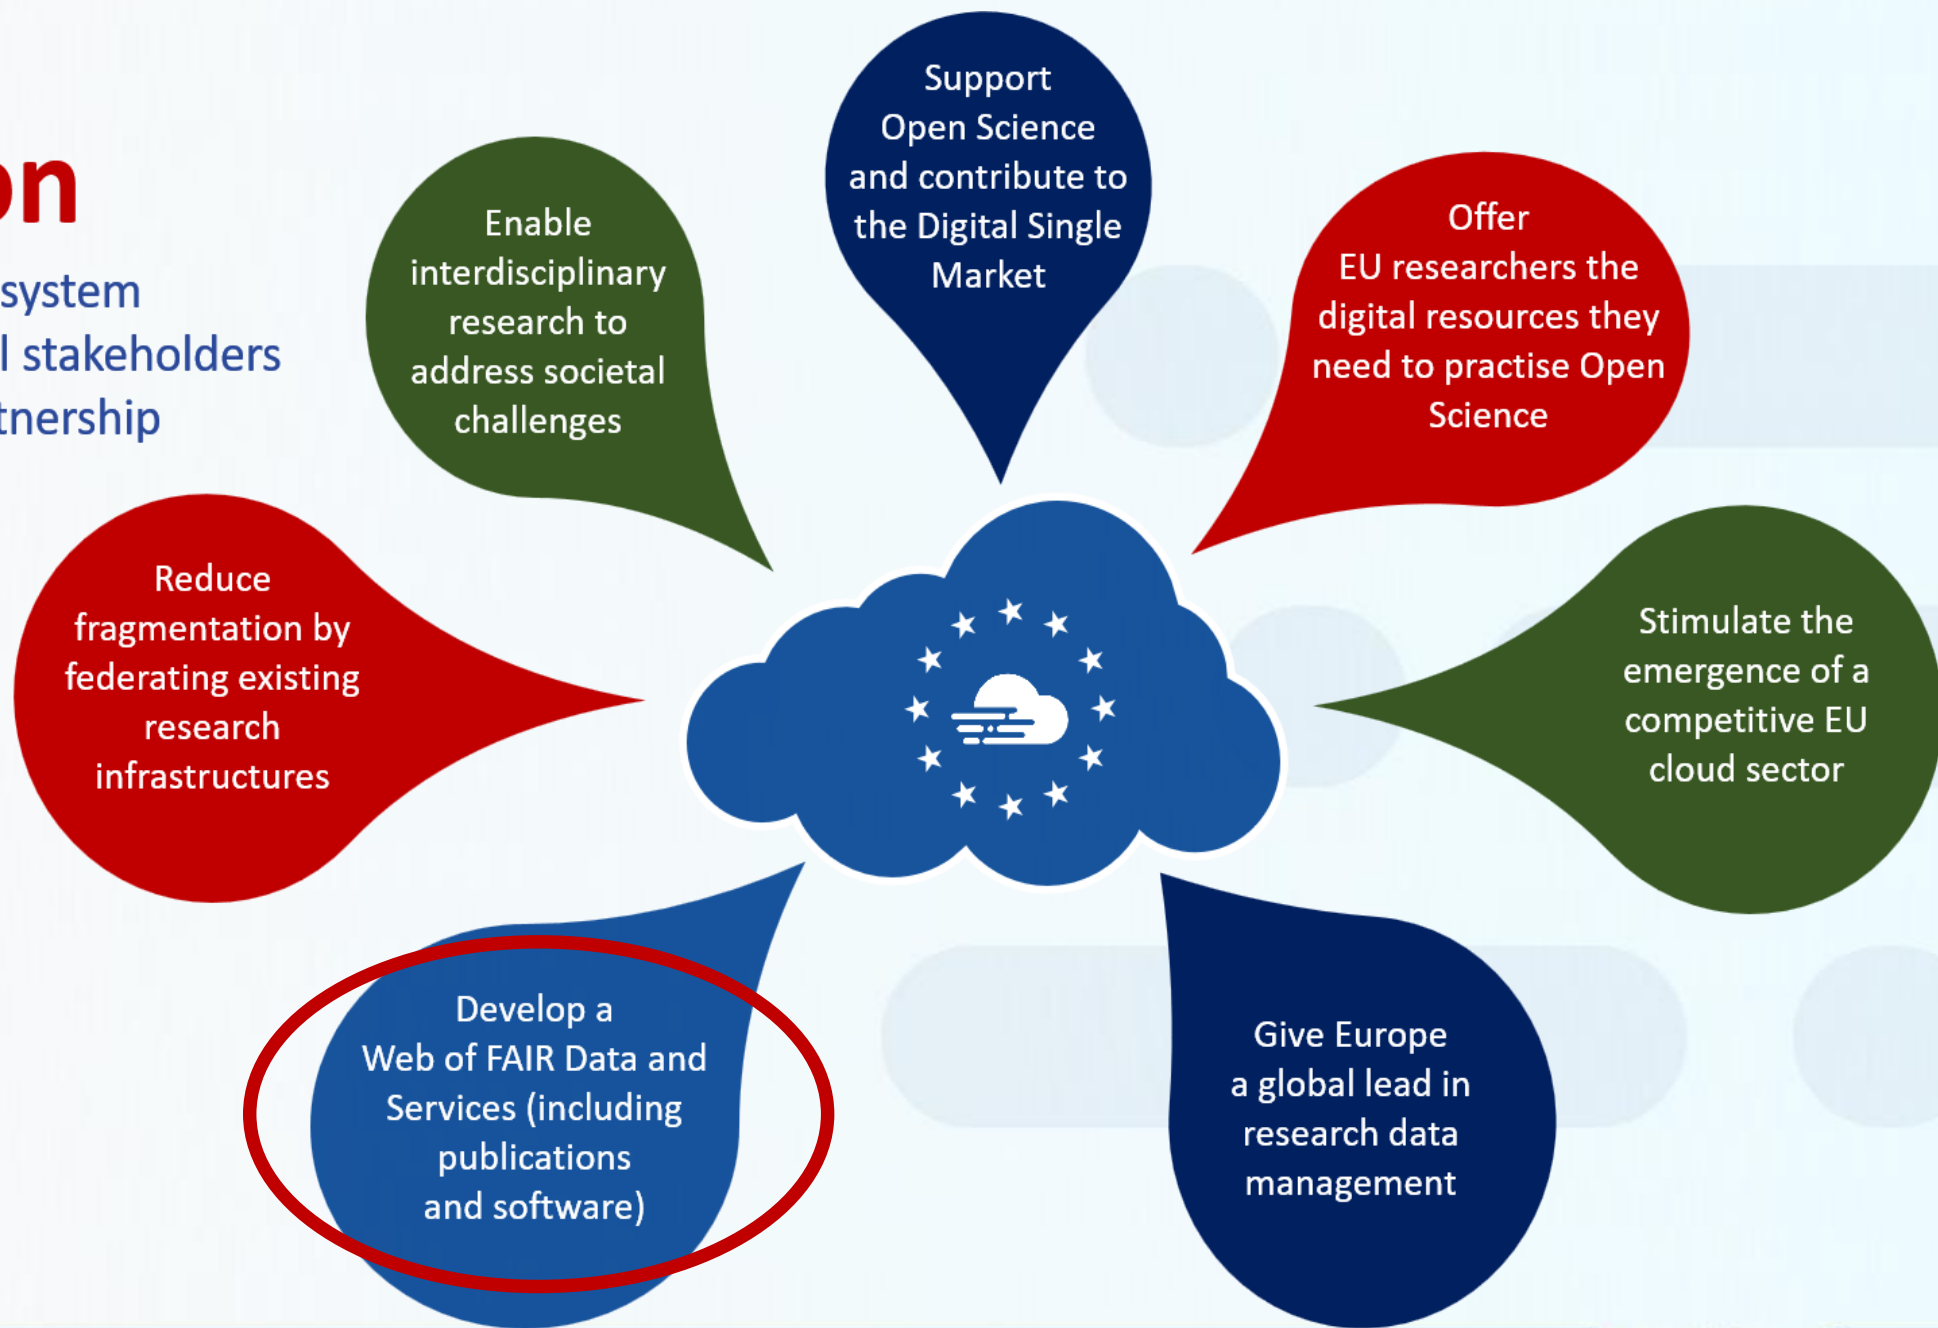 on
system
l stakeholders
tnership
Support
Open Science
and contribute to
the Digital Single
Market
Enable
interdisciplinary
research to
address societal
challenges
Offer
EU researchers the
digital resources they
need to practise Open
Science
Reduce
fragmentation by
federating existing
research
infrastructures
Stimulate the
emergence of a
competitive EU
cloud sector
Develop a
Web of FAIR Data and
Services (including
publications
and software)
Give Europe
a global lead in
research data
management